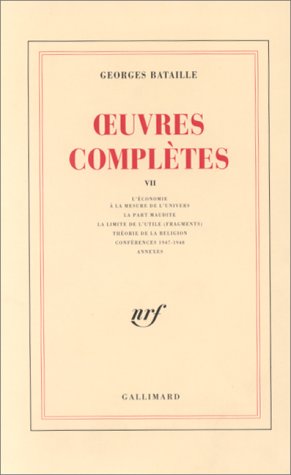 GEORGES BATAILLE
ŒUVRES
COMPLÈTES
VII
L'ÉCONOMIE
À LA MESURE DE L'UNIVERS
LA PART MAUDITE
LA LIMITE DE L'UTILE (FRAGMENTS)
THÉORIE DE LA RELIGION
CONFÉRENCES 1947-1948
ANNEXES
nrf
GALLIMARD